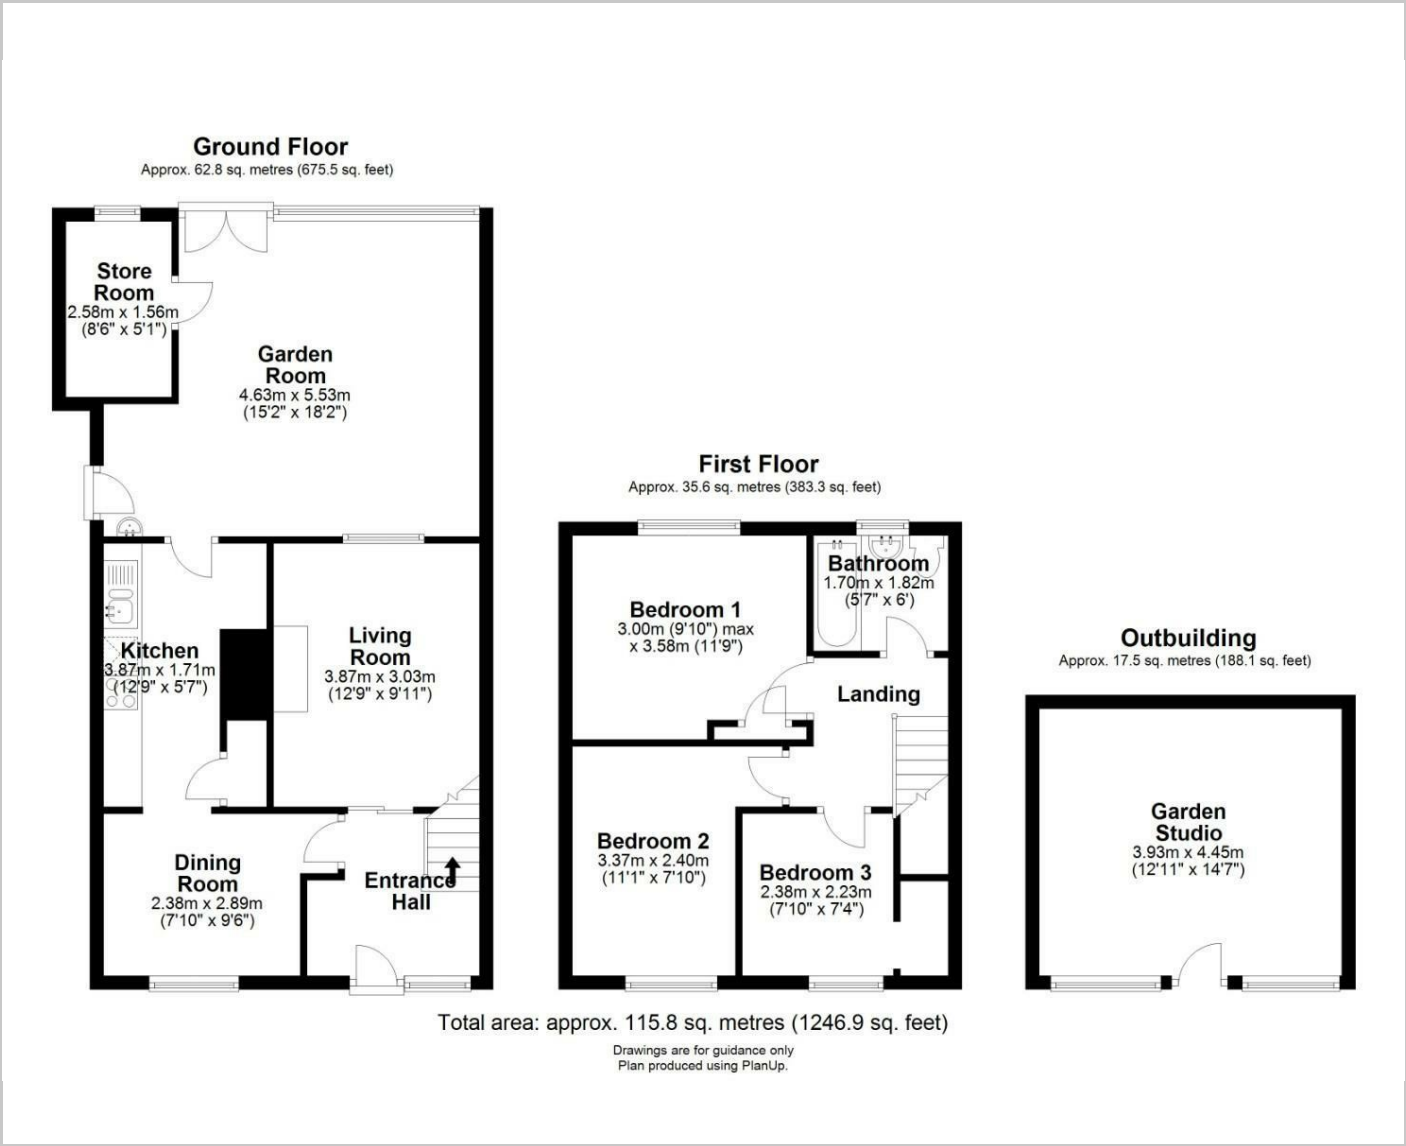 Ground Floor
Approx. 62.8 sq. metres (675.5 sq. feet)
Store
Room
2.58m x 1.56m
(8'6" x 5'1")
Garden
Room
4.63m x 5.53m
(15'2" x 18'2")
Kitchen
3.87m x 1.71m
(12'9" x 5'7")
Living
Room
3.87m x 3.03m
(12'9" x 9'11")
Dining
Room
2.38m x 2.89m
(7'10" x 9'6")
Entrance
Hall
First Floor
Approx. 35.6 sq. metres (383.3 sq. feet)
Bedroom 1
3.00m (9'10") max
x 3.58m (11'9")
Bathroom
1.70m x 1.82m
(5'7" x 6')
Landing
Bedroom 2
3.37m x 2.40m
(11'1" x 7'10")
Bedroom 3
2.38m x 2.23m
(7'10" x 7'4")
Outbuilding
Approx. 17.5 sq. metres (188.1 sq. feet)
Garden
Studio
3.93m x 4.45m
(12'11" x 14'7")
Total area: approx. 115.8 sq. metres (1246.9 sq. feet)
Drawings are for guidance only
Plan produced using PlanUp.